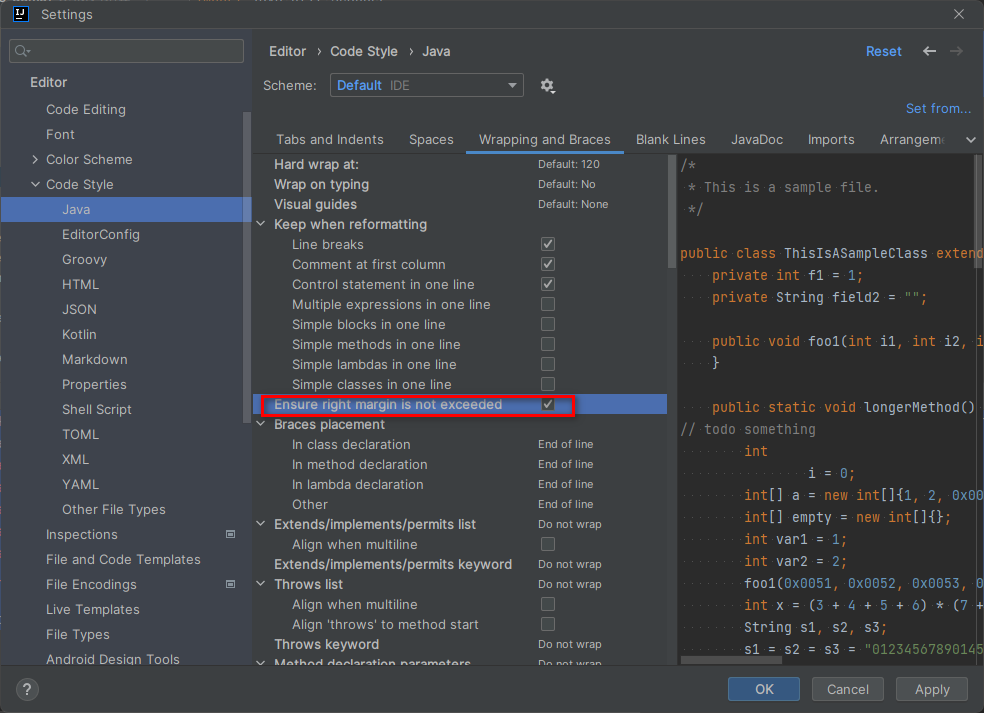 Settings
Editor › Code Style › Java
Reset
Scheme:
Default IDE
Set from...
Editor
Code Editing
Font
Color Scheme
Code Style
Java
EditorConfig
Groovy
HTML
JSON
Kotlin
Markdown
Properties
Shell Script
TOML
XML
YAML
Other File Types
Inspections
File and Code Templates
File Encodings
Live Templates
File Types
Android Design Tools
Tabs and Indents
Spaces
Wrapping and Braces
Blank Lines
JavaDoc
Imports
Arrangeme
Hard wrap at: Default: 120
Wrap on typing Default: No
Visual guides Default: None
Keep when reformatting
Line breaks
Comment at first column
Control statement in one line
Multiple expressions in one line
Simple blocks in one line
Simple methods in one line
Simple lambdas in one line
Simple classes in one line
Ensure right margin is not exceeded
Braces placement
In class declaration End of line
In method declaration End of line
In lambda declaration End of line
Other End of line
Extends/implements/permits list Do not wrap
Align when multiline
Extends/implements/permits keyword Do not wrap
Throws list Do not wrap
Align when multiline
Align 'throws' to method start
Throws keyword Do not wrap
Method declaration parameters Do not wrap
/*
 * This is a sample file.
 */
public class ThisIsASampleClass extend
private int f1 = 1;
private String field2 = "";
public void foo1(int i1, int i2, i
}
public static void longerMethod()
// todo something
int
i = 0;
int[] a = new int[]{1, 2, 0x00
int[] empty = new int[]{};
int var1 = 1;
int var2 = 2;
foo1(0x0051, 0x0052, 0x0053, 0
int x = (3 + 4 + 5 + 6) * (7 +
String s1, s2, s3;
s1 = s2 = s3 = "01234567890145
?
OK
Cancel
Apply